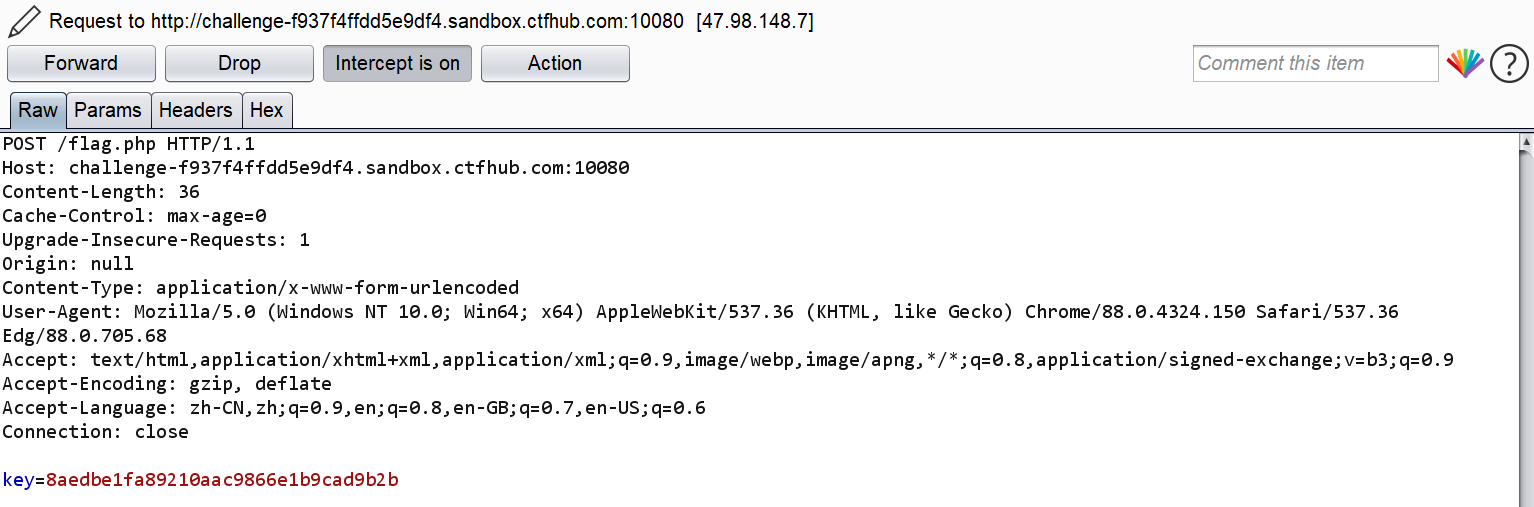 Request to http://challenge-f937f4ffdd5e9df4.sandbox.ctfhub.com:10080 [47.98.148.7]
Forward Drop Intercept is on Action Comment this item ?
Raw Params Headers Hex
POST /flag.php HTTP/1.1
Host: challenge-f937f4ffdd5e9df4.sandbox.ctfhub.com:10080
Content-Length: 36
Cache-Control: max-age=0
Upgrade-Insecure-Requests: 1
Origin: null
Content-Type: application/x-www-form-urlencoded
User-Agent: Mozilla/5.0 (Windows NT 10.0; Win64; x64) AppleWebKit/537.36 (KHTML, like Gecko) Chrome/88.0.4324.150 Safari/537.36
Edg/88.0.705.68
Accept: text/html,application/xhtml+xml,application/xml;q=0.9,image/webp,image/apng,*/*;q=0.8,application/signed-exchange;v=b3;q=0.9
Accept-Encoding: gzip, deflate
Accept-Language: zh-CN,zh;q=0.9,en;q=0.8,en-GB;q=0.7,en-US;q=0.6
Connection: close
key=8aedbe1fa89210aac9866e1b9cad9b2b